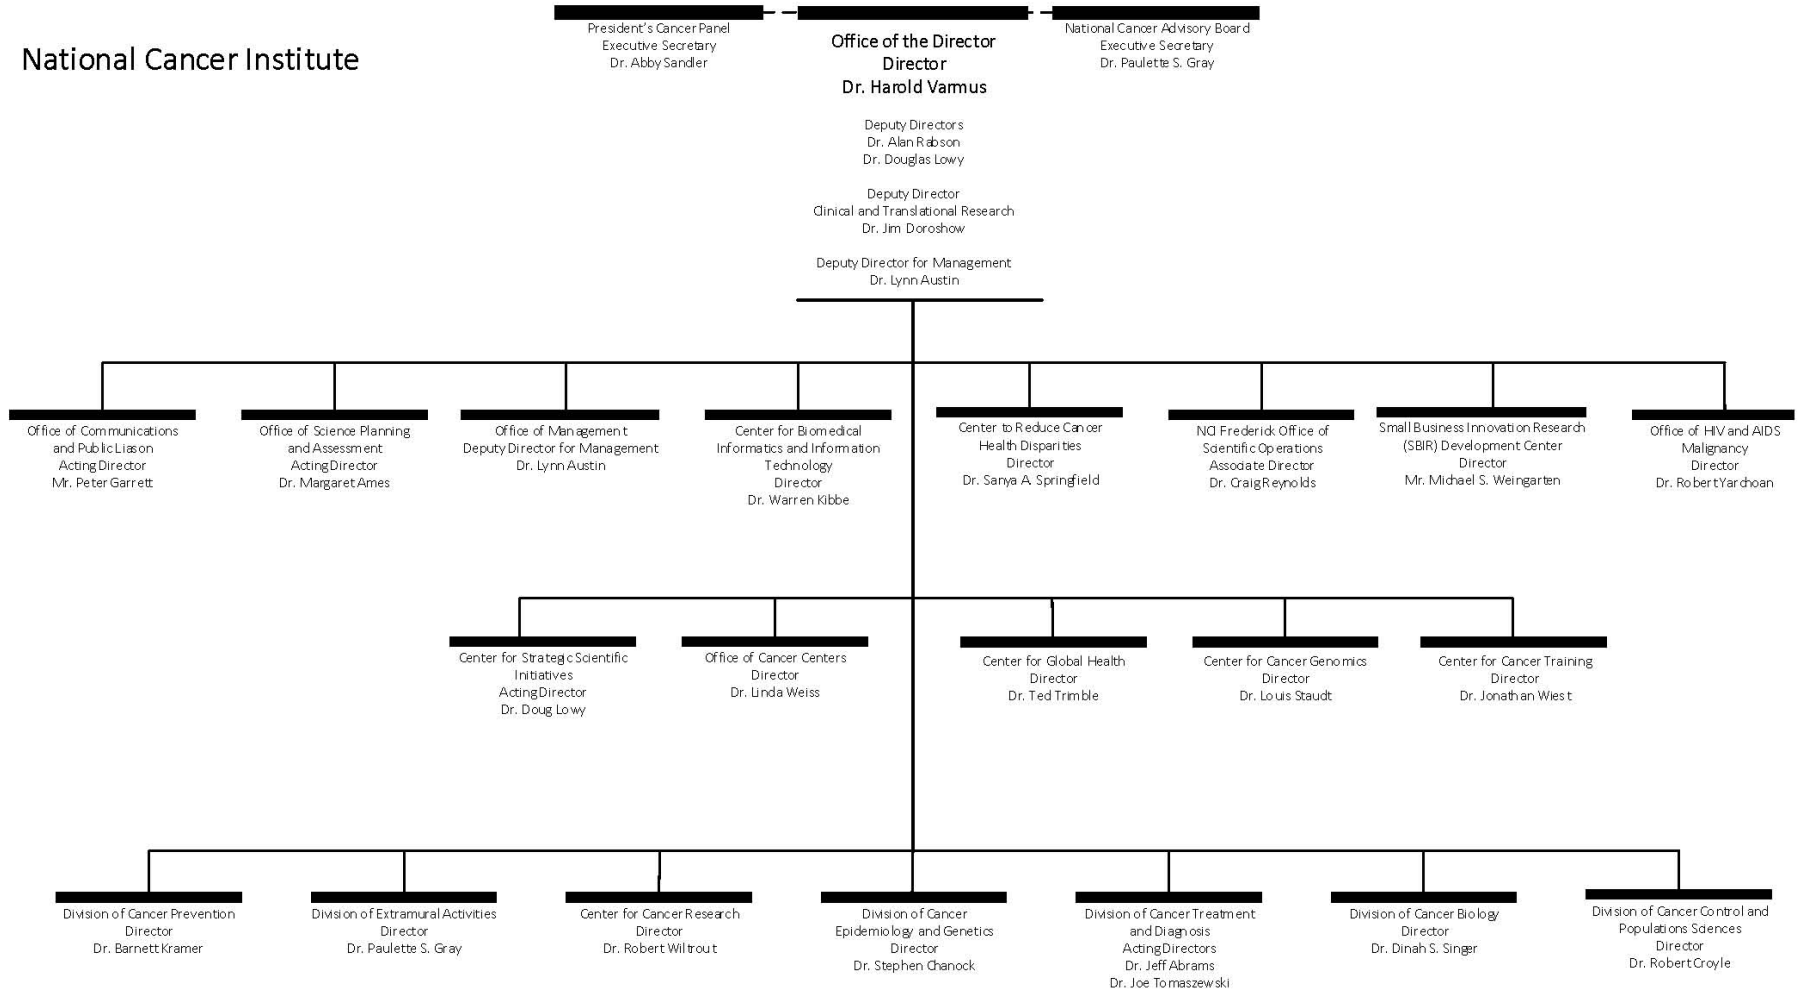 National Cancer Institute
President's Cancer Panel
Executive Secretary
Dr. Abby Sandler
Office of the Director
Director
Dr. Harold Varmus
National Cancer Advisory Board
Executive Secretary
Dr. Paulette S. Gray
Deputy Directors
Dr. Alan Rabson
Dr. Douglas Lowy
Deputy Director
Clinical and Translational Research
Dr. Jim Doroshow
Deputy Director for Management
Dr. Lynn Austin
Office of Communications
and Public Liason
Acting Director
Mr. Peter Garrett
Office of Science Planning
and Assessment
Acting Director
Dr. Margaret Ames
Office of Management
Deputy Director for Management
Dr. Lynn Austin
Center for Biomedical
Informatics and Information
Technology
Director
Dr. Warren Kibbe
Center to Reduce Cancer
Health Disparities
Director
Dr. Sanya A. Springfield
NCI Frederick Office of
Scientific Operations
Associate Director
Dr. Craig Reynolds
Small Business Innovation Research
(SBIR) Development Center
Director
Mr. Michael S. Weingarten
Office of HIV and AIDS
Malignancy
Director
Dr. Robert Yarchoan
Center for Strategic Scientific
Initiatives
Acting Director
Dr. Doug Lowy
Office of Cancer Centers
Director
Dr. Linda Weiss
Center for Global Health
Director
Dr. Ted Trimble
Center for Cancer Genomics
Director
Dr. Louis Staudt
Center for Cancer Training
Director
Dr. Jonathan Wiest
Division of Cancer Prevention
Director
Dr. Barnett Kramer
Division of Extramural Activities
Director
Dr. Paulette S. Gray
Center for Cancer Research
Director
Dr. Robert Wiltrout
Division of Cancer
Epidemiology and Genetics
Director
Dr. Stephen Chanock
Division of Cancer Treatment
and Diagnosis
Acting Directors
Dr. Jeff Abrams
Dr. Joe Tomaszewski
Division of Cancer Biology
Director
Dr. Dinah S. Singer
Division of Cancer Control and
Populations Sciences
Director
Dr. Robert Croyle